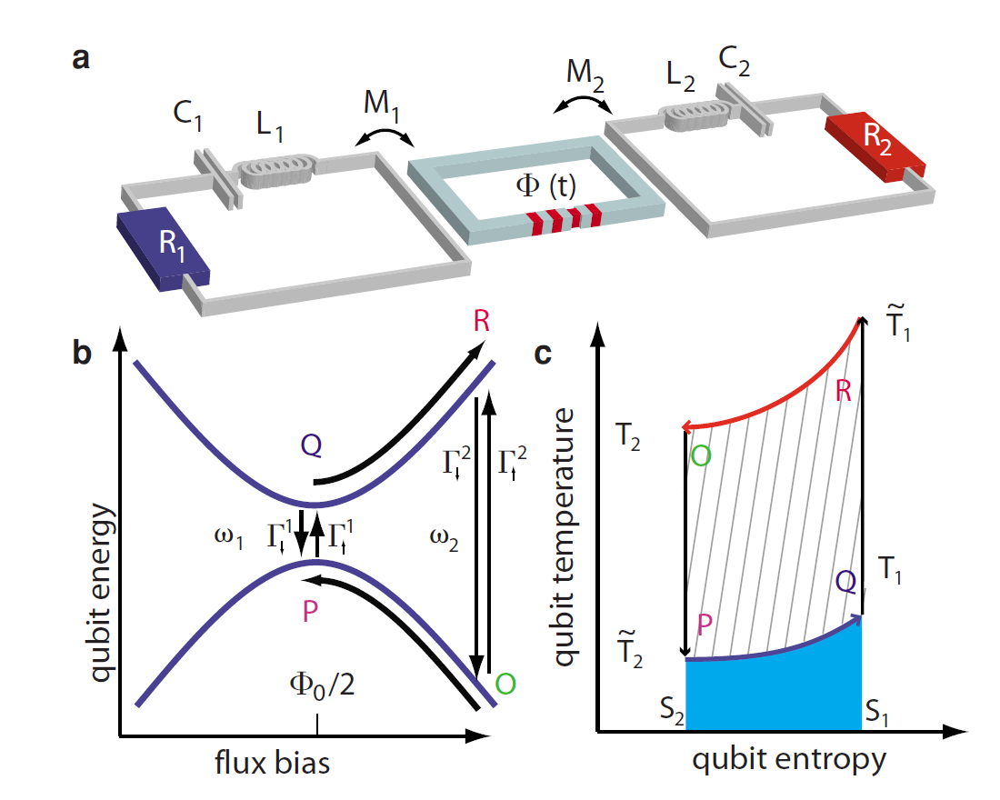 a
C1
L1
M1
M2
L2
C2
R1
Φ (t)
R2
b
qubit energy
R
Q
ω1
Γ↓1
Γ↑1
ω2
Γ↓2
Γ↑2
P
Φ0/2
O
flux bias
c
qubit temperature
T̃1
R
T2
O
T1
Q
P
T̃2
S2
S1
qubit entropy